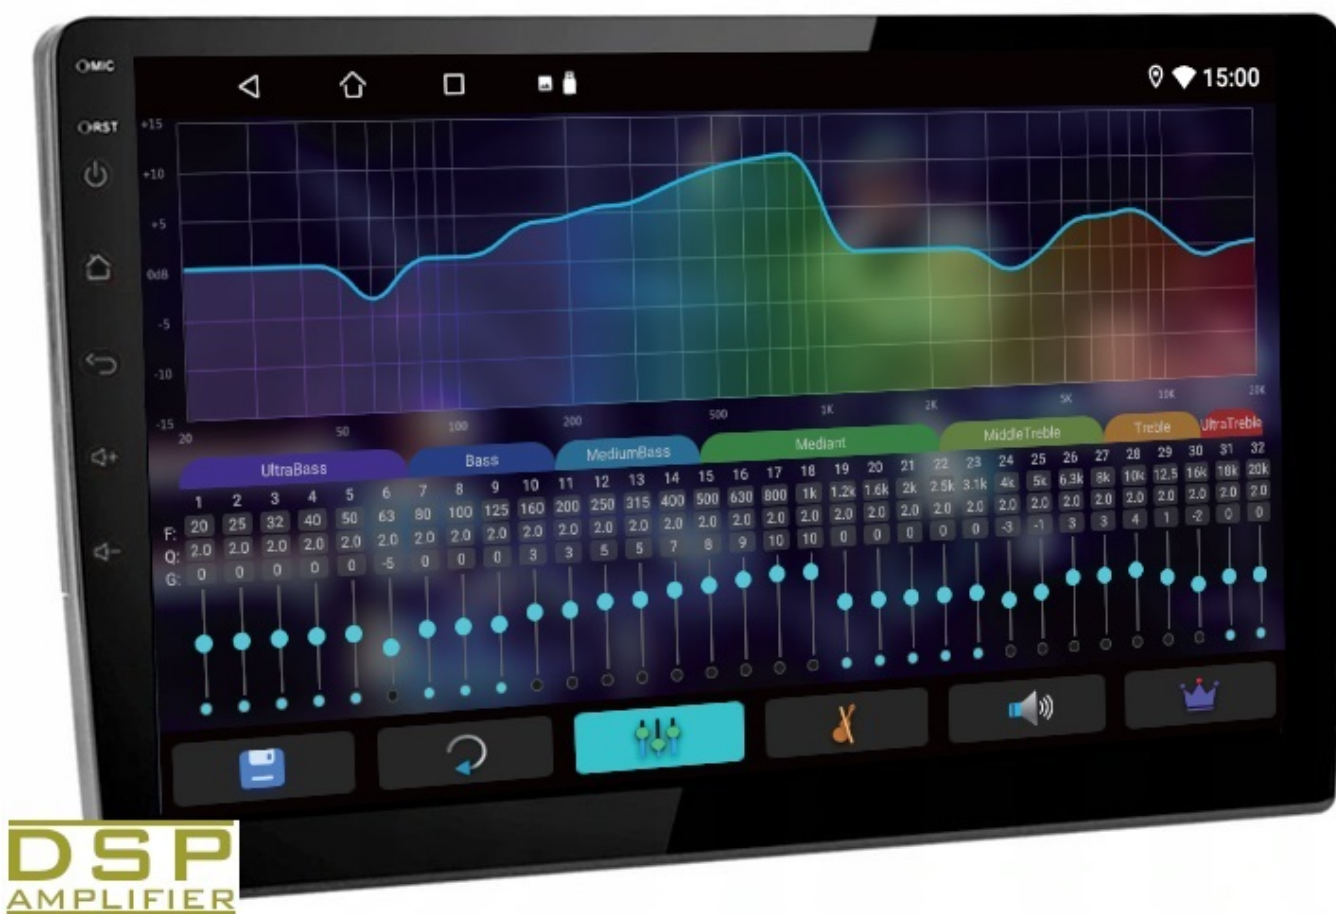 MIC
15:00
RST
+15
+10
+5
0dB
-5
-10
-15
20 50 100 200 500 1K 2K 5K 10K 20K
UltraBass Bass MediumBass Mediant MiddleTreble Treble UltraTreble
1 2 3 4 5 6 7 8 9 10 11 12 13 14 15 16 17 18 19 20 21 22 23 24 25 26 27 28 29 30 31 32
F: 20 25 32 40 50 63 80 100 125 160 200 250 315 400 500 630 800 1k 1.2k 1.6k 2k 2.5k 3.1k 4k 5k 6.3k 8k 10k 12.5 16k 18k 20k
Q: 2.0 2.0 2.0 2.0 2.0 2.0 2.0 2.0 2.0 2.0 2.0 2.0 2.0 2.0 2.0 2.0 2.0 2.0 2.0 2.0 2.0 2.0 2.0 2.0 2.0 2.0 2.0 2.0 2.0 2.0 2.0 2.0
G: 0 0 0 0 0 -5 0 0 0 3 3 5 5 7 8 9 10 10 0 0 0 0 0 -3 -1 3 3 4 1 -2 0 0
DSP
AMPLIFIER